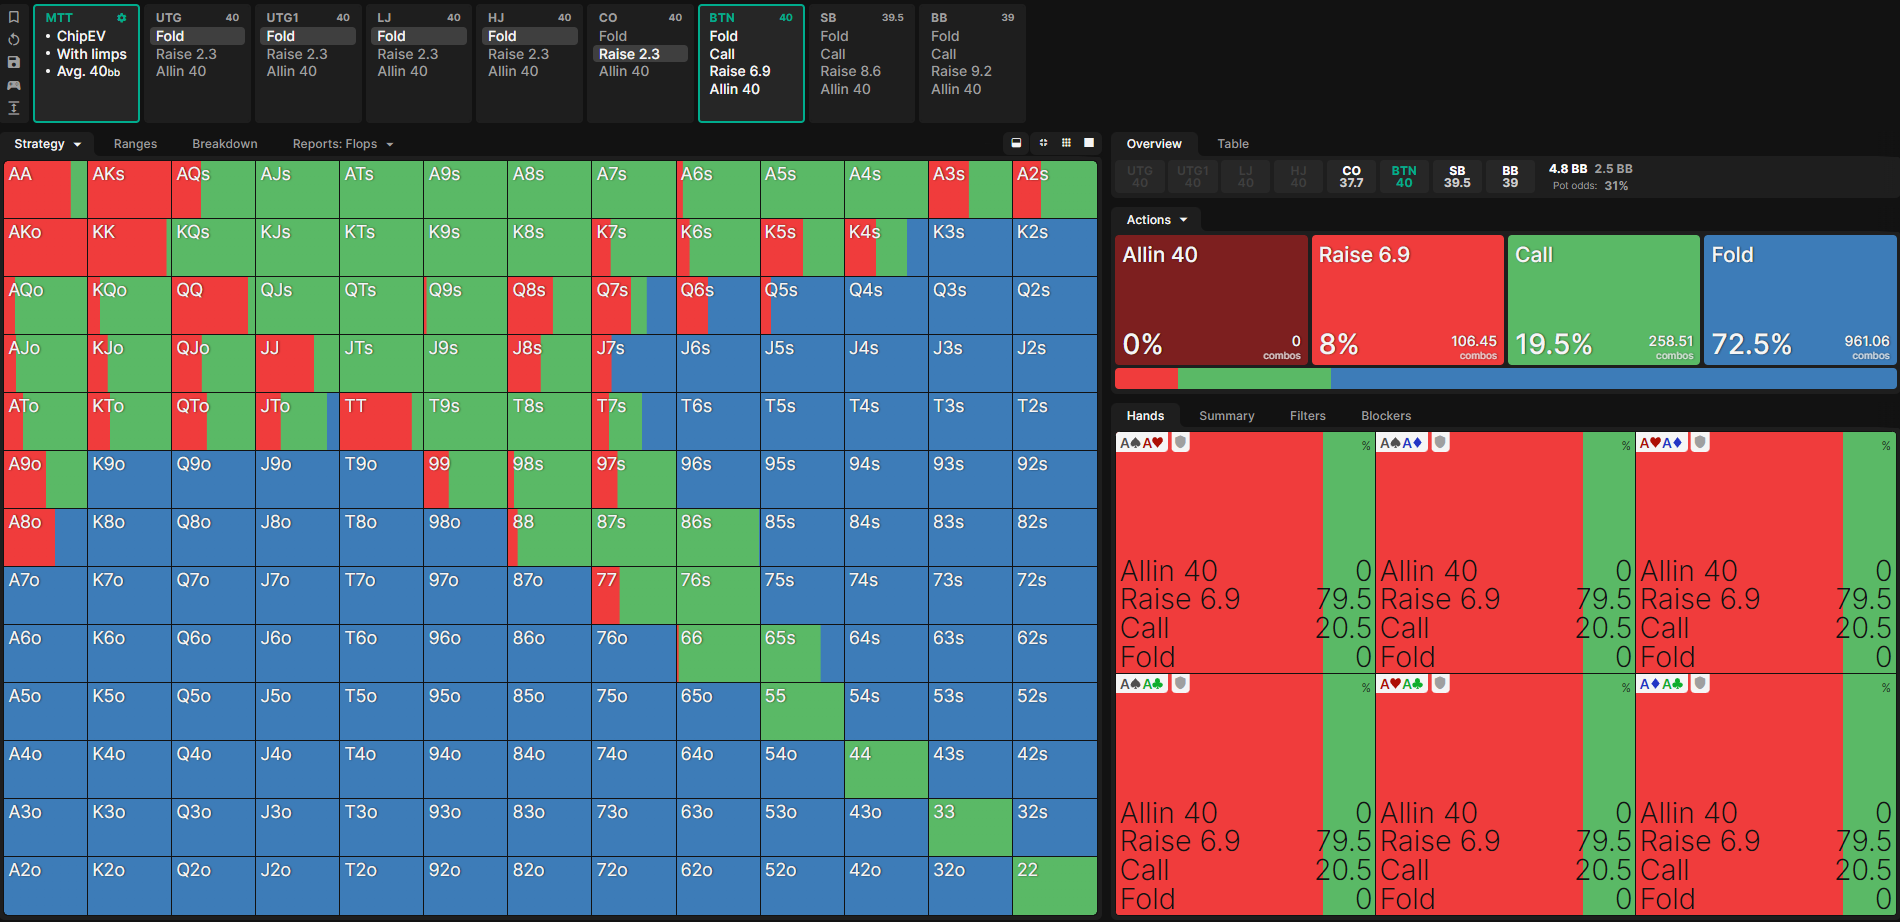 MTT
• ChipEV
• With limps
• Avg. 40bb
UTG 40
Fold
Raise 2.3
Allin 40
UTG1 40
Fold
Raise 2.3
Allin 40
LJ 40
Fold
Raise 2.3
Allin 40
HJ 40
Fold
Raise 2.3
Allin 40
CO 40
Fold
Raise 2.3
Allin 40
BTN 40
Fold
Call
Raise 6.9
Allin 40
SB 39.5
Fold
Call
Raise 8.6
Allin 40
BB 39
Fold
Call
Raise 9.2
Allin 40
Strategy Ranges Breakdown Reports: Flops
AA AKs AQs AJs ATs A9s A8s A7s A6s A5s A4s A3s A2s
AKo KK KQs KJs KTs K9s K8s K7s K6s K5s K4s K3s K2s
AQo KQo QQ QJs QTs Q9s Q8s Q7s Q6s Q5s Q4s Q3s Q2s
AJo KJo QJo JJ JTs J9s J8s J7s J6s J5s J4s J3s J2s
ATo KTo QTo JTo TT T9s T8s T7s T6s T5s T4s T3s T2s
A9o K9o Q9o J9o T9o 99 98s 97s 96s 95s 94s 93s 92s
A8o K8o Q8o J8o T8o 98o 88 87s 86s 85s 84s 83s 82s
A7o K7o Q7o J7o T7o 97o 87o 77 76s 75s 74s 73s 72s
A6o K6o Q6o J6o T6o 96o 86o 76o 66 65s 64s 63s 62s
A5o K5o Q5o J5o T5o 95o 85o 75o 65o 55 54s 53s 52s
A4o K4o Q4o J4o T4o 94o 84o 74o 64o 54o 44 43s 42s
A3o K3o Q3o J3o T3o 93o 83o 73o 63o 53o 43o 33 32s
A2o K2o Q2o J2o T2o 92o 82o 72o 62o 52o 42o 32o 22
Overview Table
UTG UTG1 LJ HJ CO BTN SB BB 4.8 BB 2.5 BB
40 40 40 40 37.7 40 39.5 39 Pot odds: 31%
Actions
Allin 40
0% 0
combos
Raise 6.9
8% 106.45
combos
Call
19.5% 258.51
combos
Fold
72.5% 961.06
combos
Hands Summary Filters Blockers
A♠A♥ %
Allin 40 0
Raise 6.9 79.5
Call 20.5
Fold 0
A♠A♦ %
Allin 40 0
Raise 6.9 79.5
Call 20.5
Fold 0
A♥A♦ %
Allin 40 0
Raise 6.9 79.5
Call 20.5
Fold 0
A♠A♣ %
Allin 40 0
Raise 6.9 79.5
Call 20.5
Fold 0
A♥A♣ %
Allin 40 0
Raise 6.9 79.5
Call 20.5
Fold 0
A♦A♣ %
Allin 40 0
Raise 6.9 79.5
Call 20.5
Fold 0